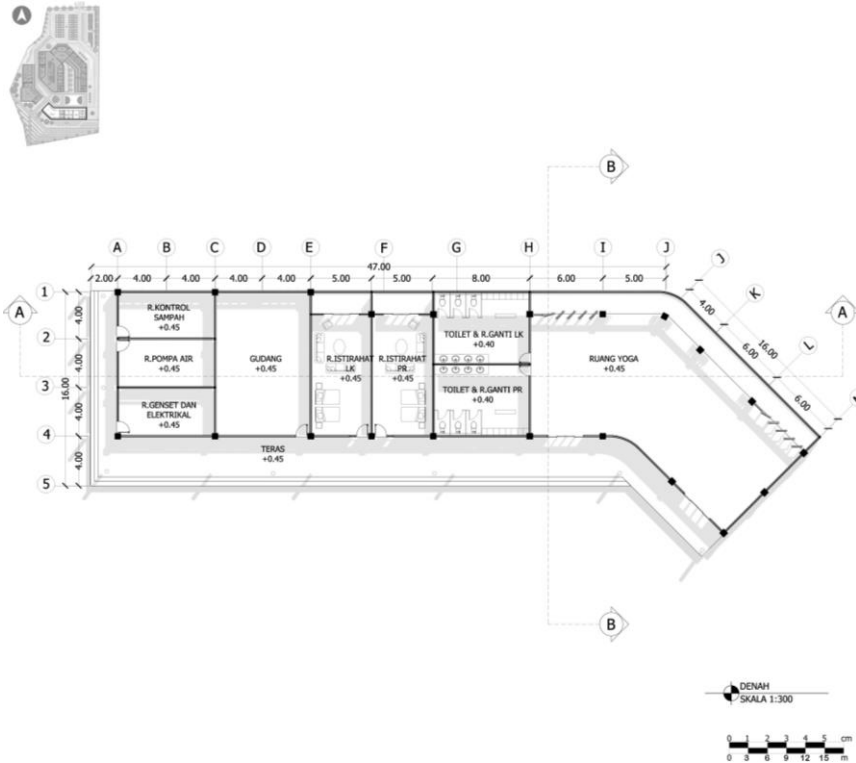 B
A B C D E F G H I J
47.00
2.00 4.00 4.00 4.00 4.00 5.00 5.00 8.00 6.00 5.00
J
4.00
K
16.00
6.00
L
6.00
A
A
1
2
3
4
5
4.00
4.00
4.00
4.00
16.00
R.KONTROL
SAMPAH
+0.45
R.POMPA AIR
+0.45
R.GENSET DAN
ELEKTRIKAL
+0.45
GUDANG
+0.45
R.ISTIRAHAT
LK
+0.45
R.ISTIRAHAT
PR
+0.45
TOILET & R.GANTI LK
+0.40
TOILET & R.GANTI PR
+0.40
RUANG YOGA
+0.45
TERAS
+0.45
B
DENAH
SKALA 1:300
0 1 2 3 4 5 cm
0 3 6 9 12 15 m